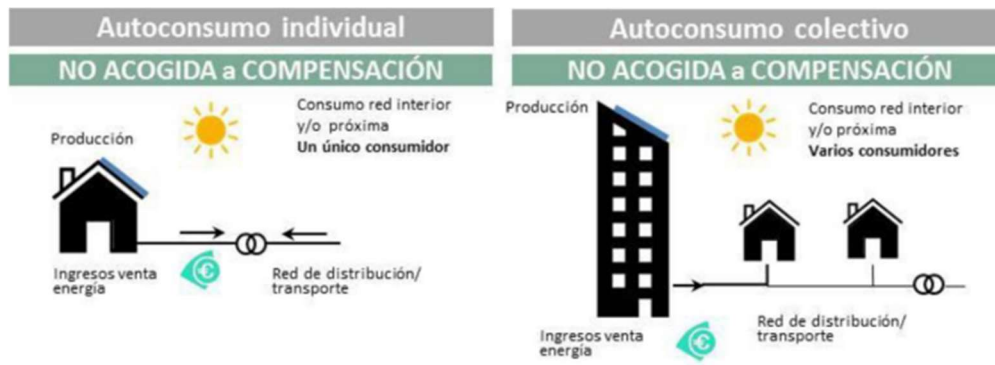 Autoconsumo individual
NO ACOGIDA a COMPENSACIÓN
Consumo red interior
y/o próxima
Un único consumidor
Producción
Ingresos venta
energía
€
Red de distribución/
transporte
Autoconsumo colectivo
NO ACOGIDA a COMPENSACIÓN
Producción
Consumo red interior
y/o próxima
Varios consumidores
Ingresos venta
energía
€
Red de distribución/
transporte